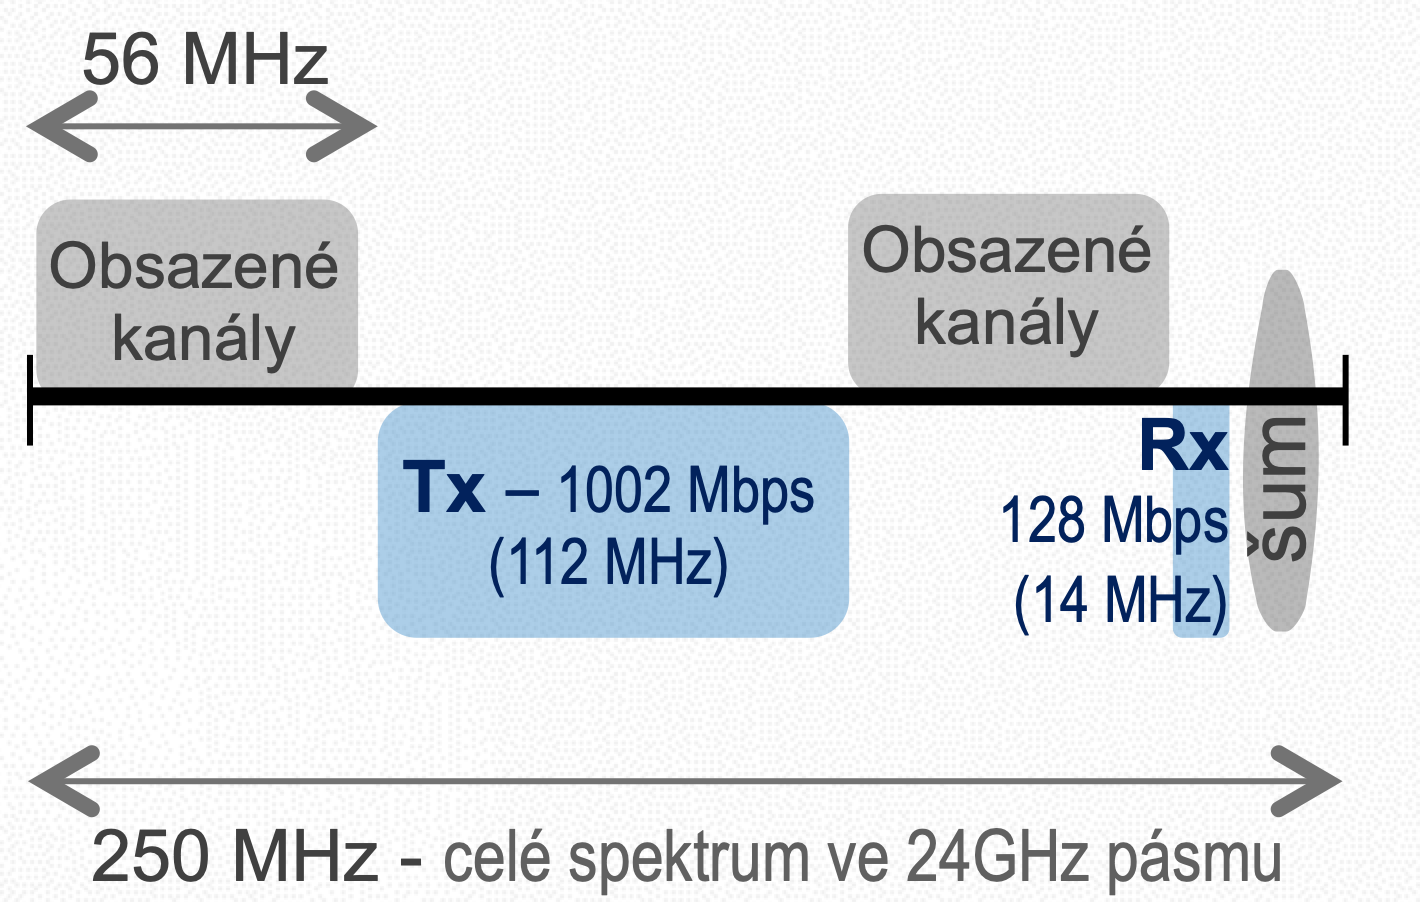 56 MHz
Obsazené
kanály
Obsazené
kanály
Tx – 1002 Mbps
(112 MHz)
Rx
128 Mbps
(14 MHz)
šum
250 MHz - celé spektrum ve 24GHz pásmu